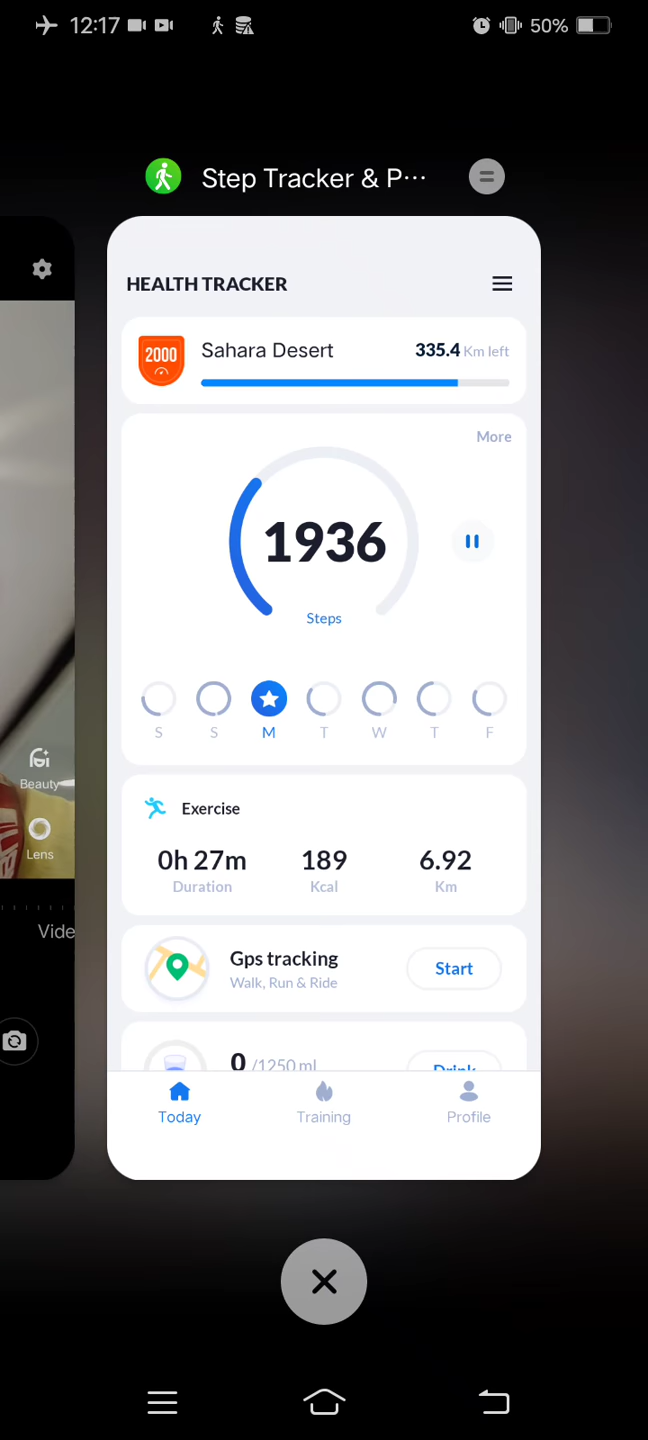 12:17
50%
Step Tracker & P···
HEALTH TRACKER
2000
Sahara Desert
335.4 Km left
More
1936
Steps
S S M T W T F
Exercise
0h 27m 189 6.92
Duration Kcal Km
Beauty
Lens
Vide
Gps tracking
Walk, Run & Ride
Start
0 /1250 ml
Drink
Today Training Profile